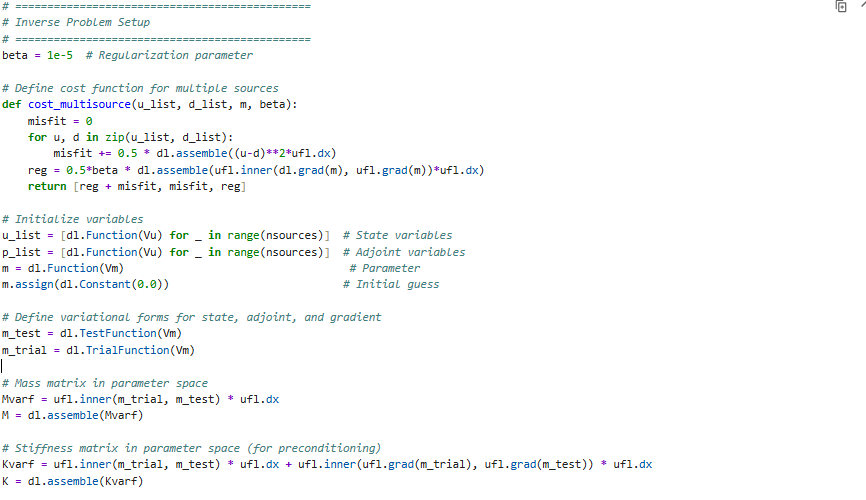 # ==============================================
# Inverse Problem Setup
# ==============================================
beta = 1e-5  # Regularization parameter

# Define cost function for multiple sources
def cost_multisource(u_list, d_list, m, beta):
    misfit = 0
    for u, d in zip(u_list, d_list):
        misfit += 0.5 * dl.assemble((u-d)**2*ufl.dx)
    reg = 0.5*beta * dl.assemble(ufl.inner(dl.grad(m), ufl.grad(m))*ufl.dx)
    return [reg + misfit, misfit, reg]

# Initialize variables
u_list = [dl.Function(Vu) for _ in range(nsources)]  # State variables
p_list = [dl.Function(Vu) for _ in range(nsources)]  # Adjoint variables
m = dl.Function(Vm)                                  # Parameter
m.assign(dl.Constant(0.0))                           # Initial guess

# Define variational forms for state, adjoint, and gradient
m_test = dl.TestFunction(Vm)
m_trial = dl.TrialFunction(Vm)

# Mass matrix in parameter space
Mvarf = ufl.inner(m_trial, m_test) * ufl.dx
M = dl.assemble(Mvarf)

# Stiffness matrix in parameter space (for preconditioning)
Kvarf = ufl.inner(m_trial, m_test) * ufl.dx + ufl.inner(ufl.grad(m_trial), ufl.grad(m_test)) * ufl.dx
K = dl.assemble(Kvarf)